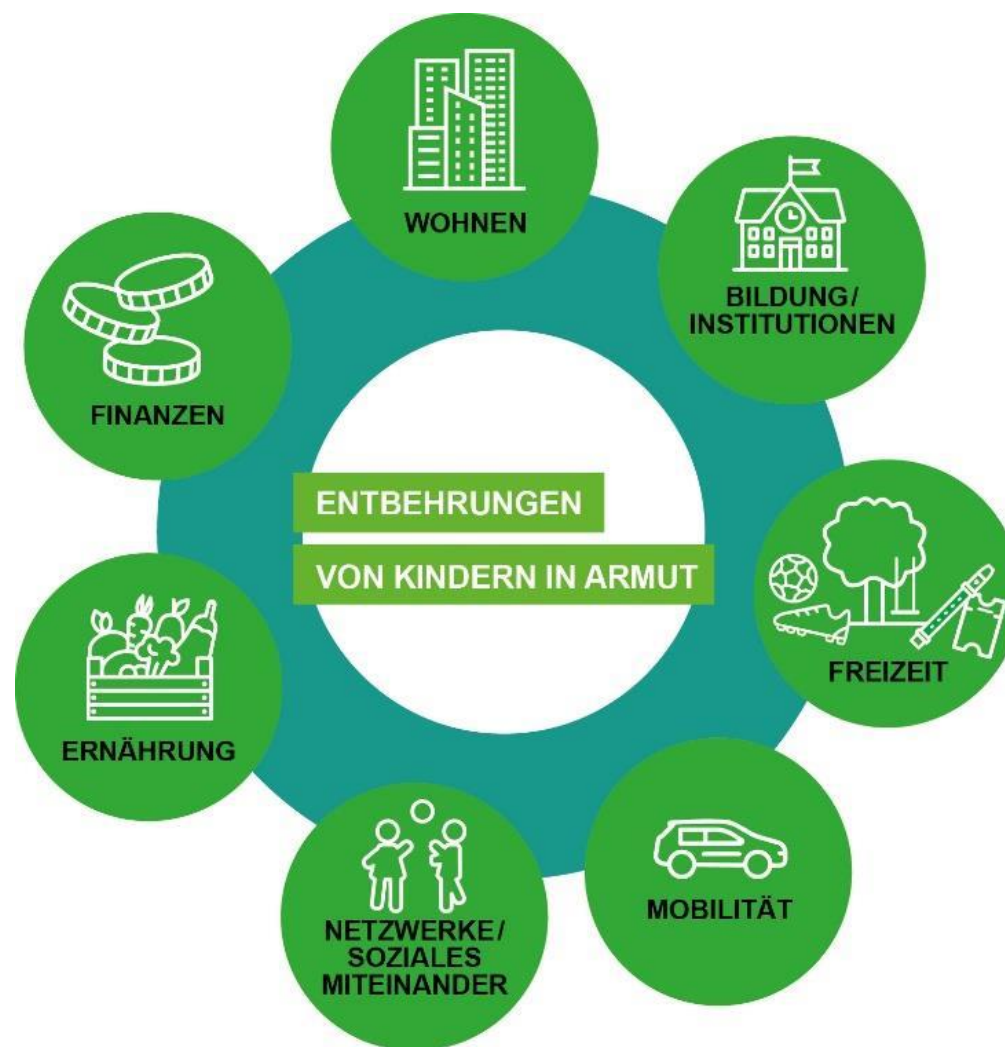 WOHNEN
BILDUNG/
INSTITUTIONEN
FINANZEN
ENTBEHRUNGEN
VON KINDERN IN ARMUT
FREIZEIT
ERNÄHRUNG
MOBILITÄT
NETZWERKE/
SOZIALES
MITEINANDER